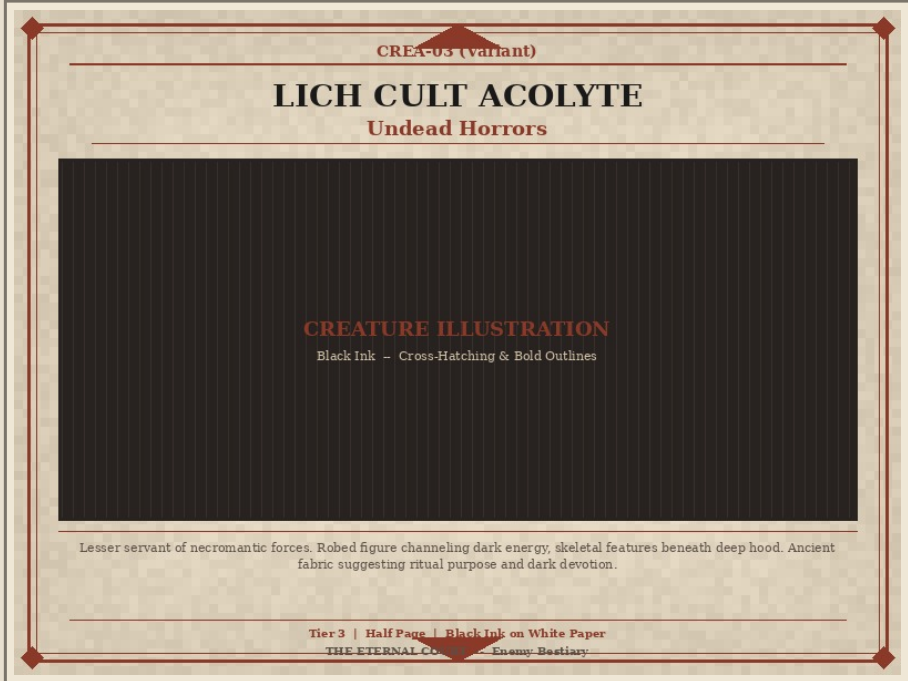 CREA-03 (Variant)
LICH CULT ACOLYTE
Undead Horrors
CREATURE ILLUSTRATION
Black Ink – Cross-Hatching & Bold Outlines
Lesser servant of necromantic forces. Robed figure channeling dark energy, skeletal features beneath deep hood. Ancient
fabric suggesting ritual purpose and dark devotion.
Tier 3 | Half Page | Black Ink on White Paper
THE ETERNAL – Enemy Bestiary